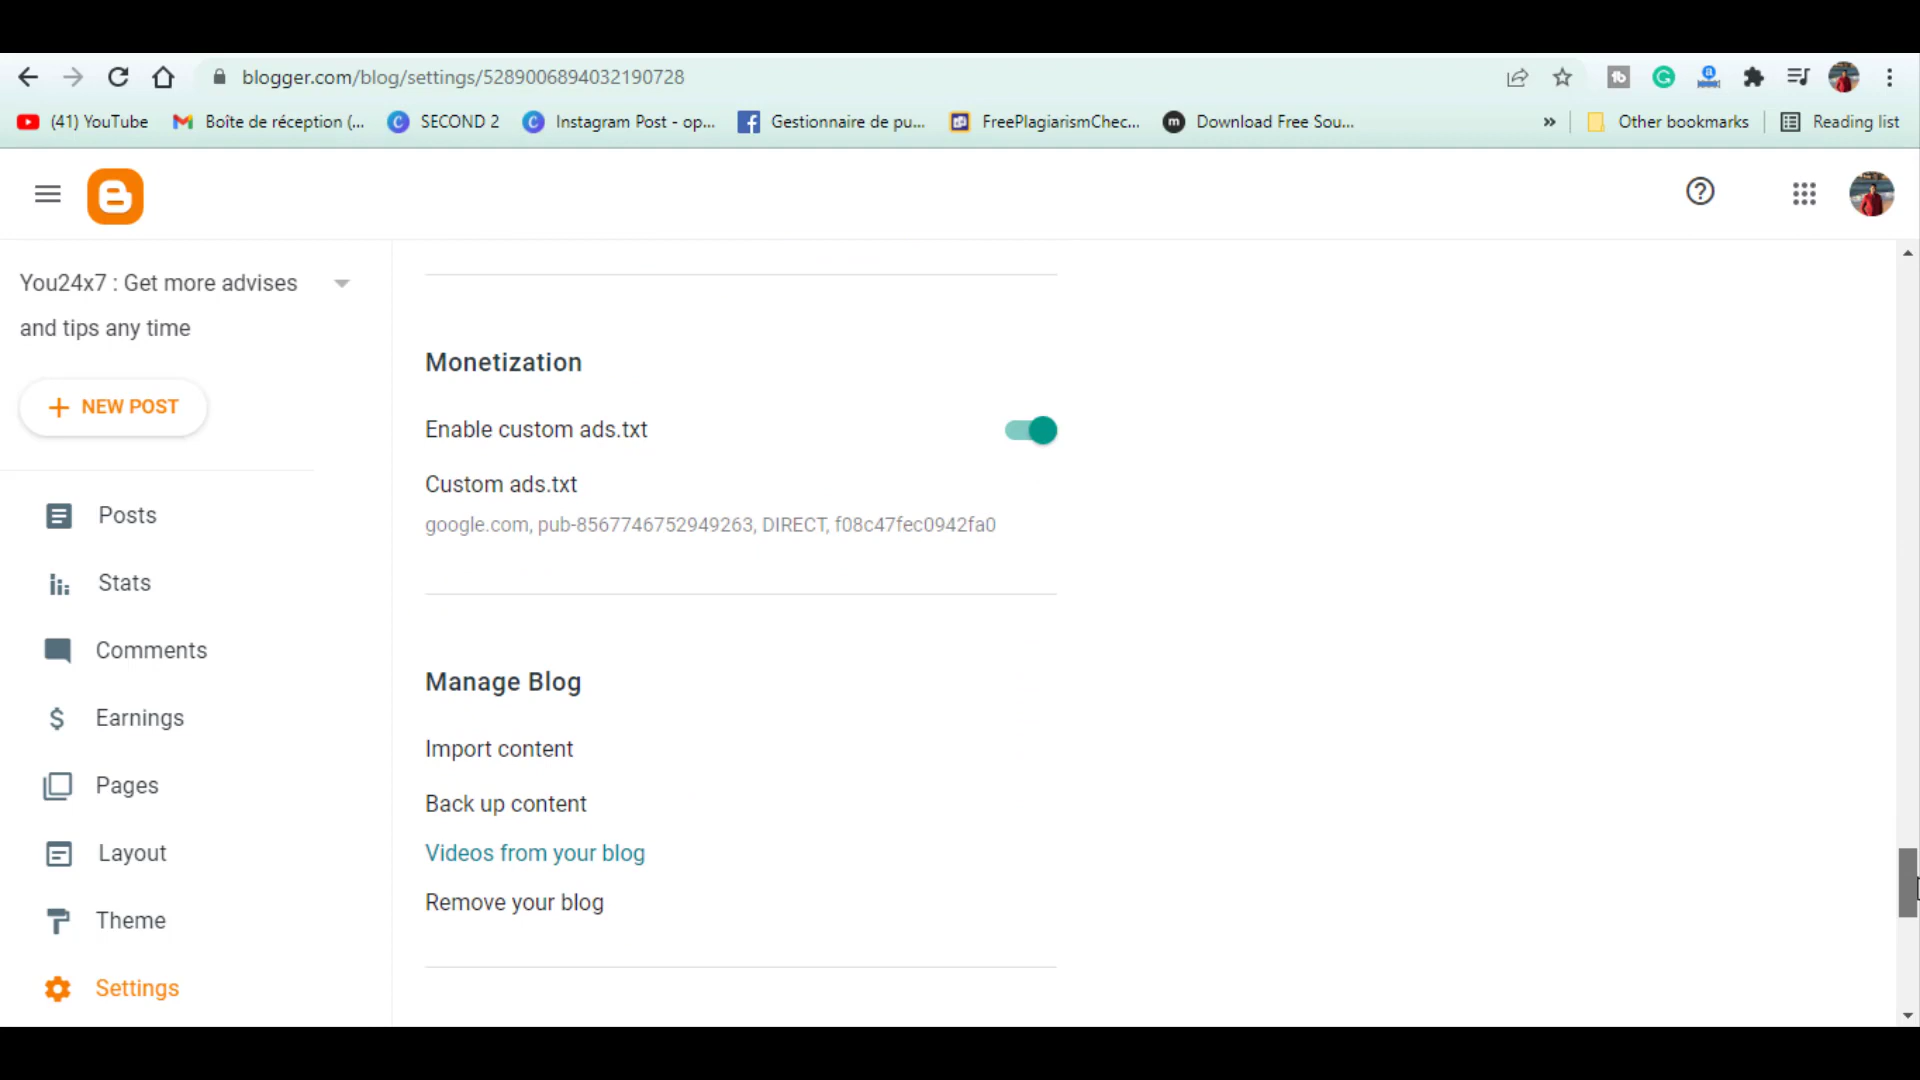 blogger.com/blog/settings/5289006894032190728
(41) YouTube
Boîte de réception (...
SECOND 2
Instagram Post - op...
Gestionnaire de pu...
FreePlagiarismChec...
Download Free Sou...
»
Other bookmarks
Reading list
You24x7 : Get more advises
and tips any time
+ NEW POST
Posts
Stats
Comments
Earnings
Pages
Layout
Theme
Settings
Monetization
Enable custom ads.txt
Custom ads.txt
google.com, pub-8567746752949263, DIRECT, f08c47fec0942fa0
Manage Blog
Import content
Back up content
Videos from your blog
Remove your blog